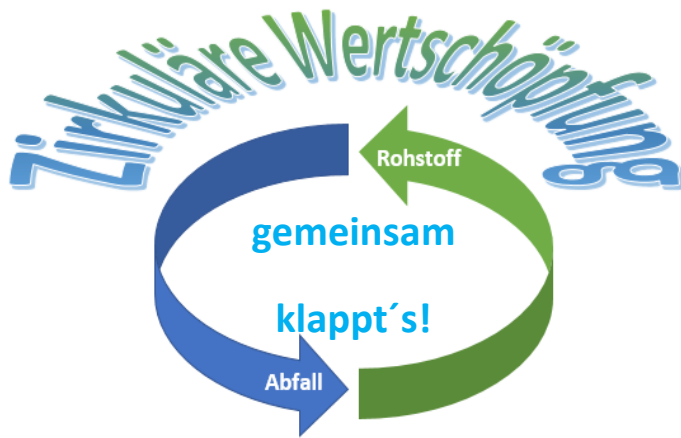 Zirkuläre Wertschöpfung
Rohstoff
gemeinsam
klappt´s!
Abfall